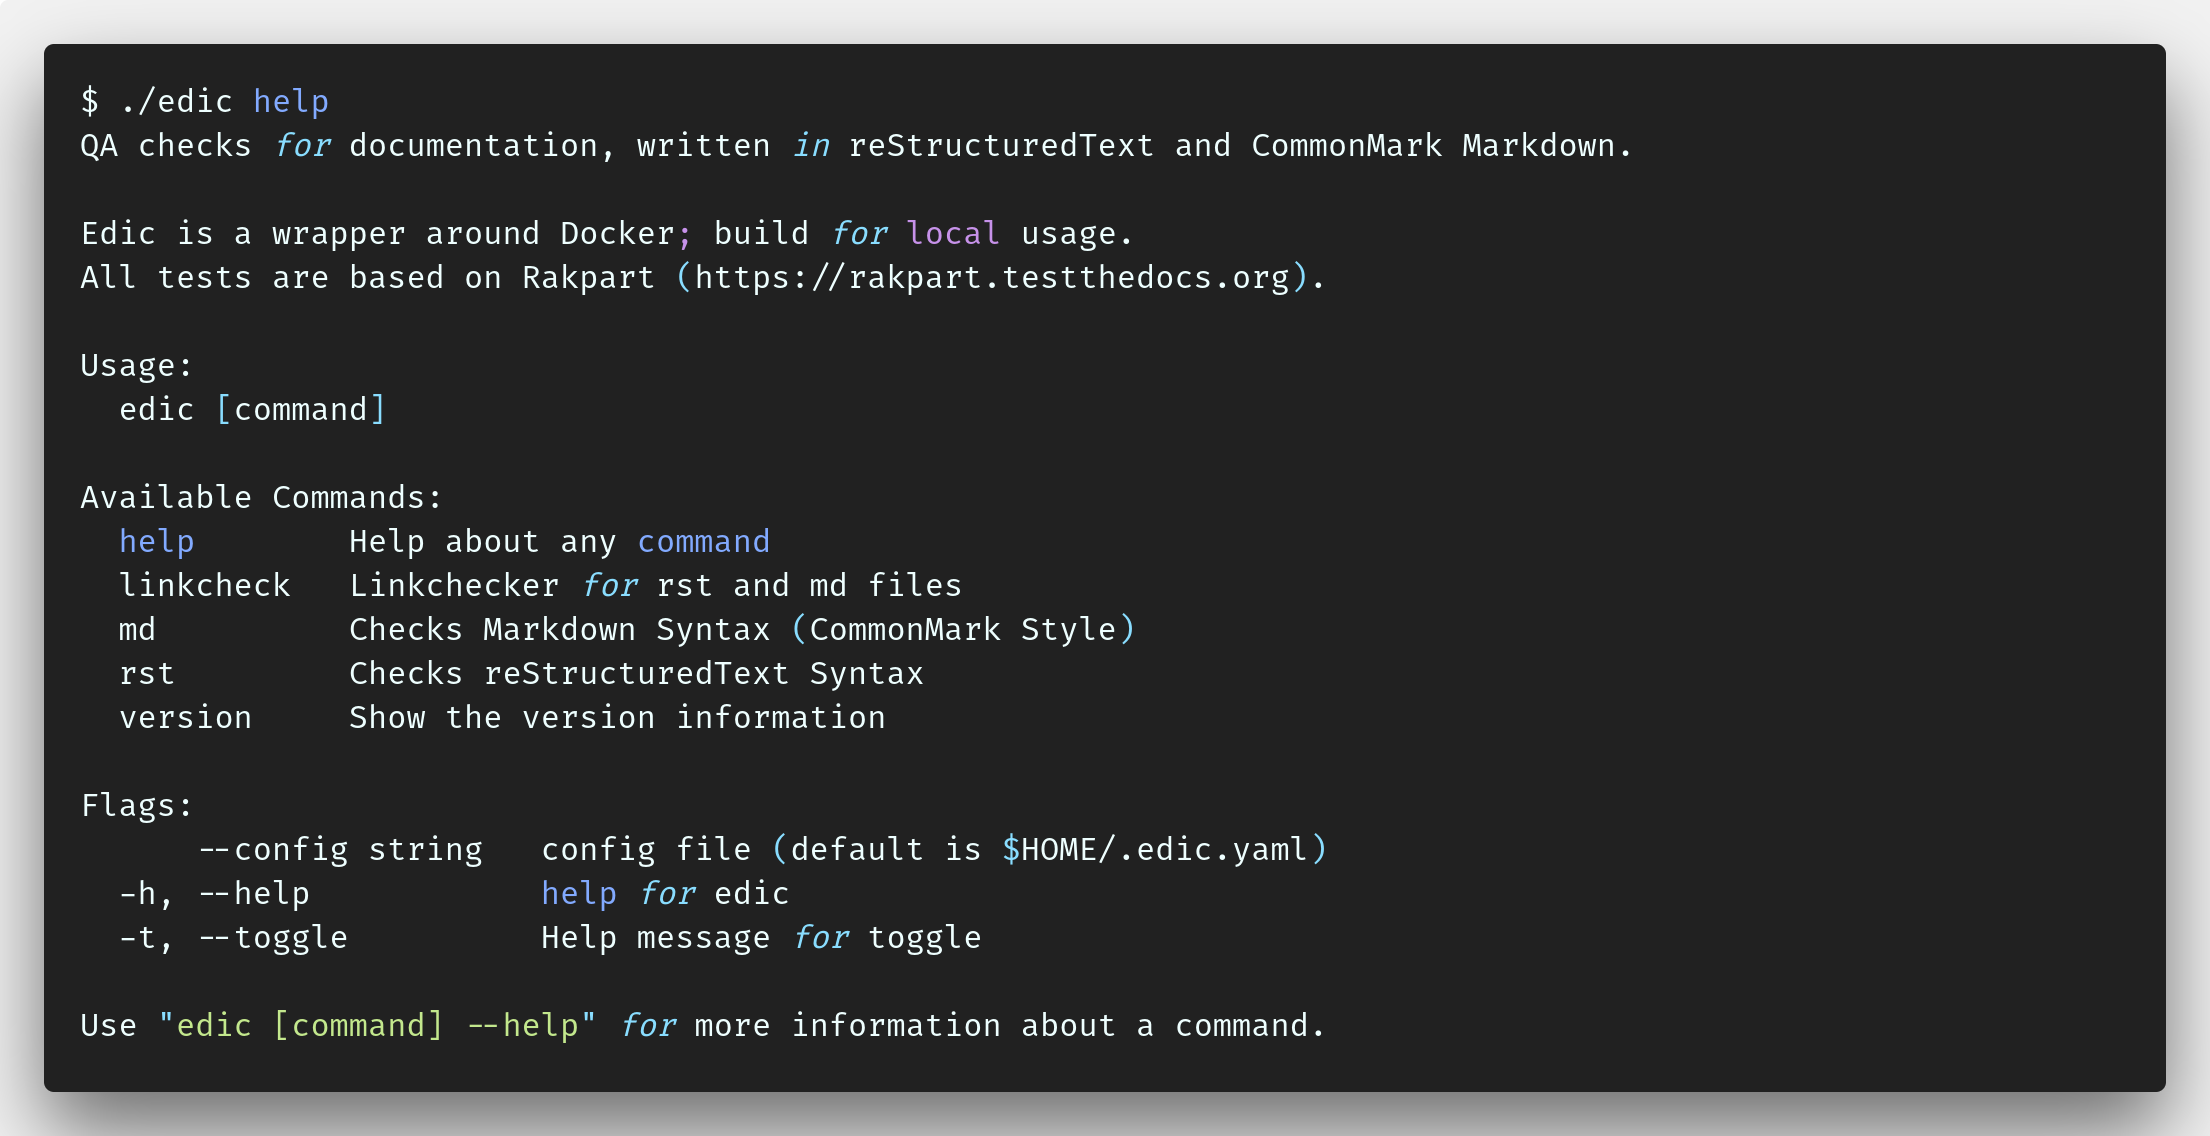 $ ./edic help
QA checks for documentation, written in reStructuredText and CommonMark Markdown.
Edic is a wrapper around Docker; build for local usage.
All tests are based on Rakpart (https://rakpart.testthedocs.org).
Usage:
  edic [command]
Available Commands:
  help        Help about any command
  linkcheck   Linkchecker for rst and md files
  md          Checks Markdown Syntax (CommonMark Style)
  rst         Checks reStructuredText Syntax
  version     Show the version information
Flags:
      --config string   config file (default is $HOME/.edic.yaml)
  -h, --help            help for edic
  -t, --toggle          Help message for toggle
Use "edic [command] --help" for more information about a command.